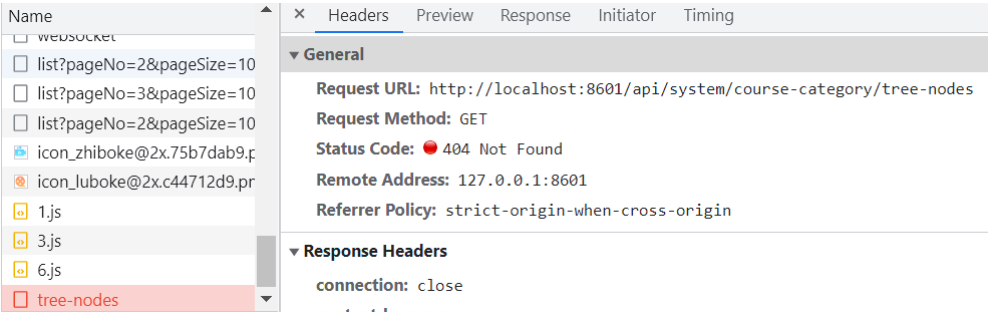 Name
websocket
list?pageNo=2&pageSize=10
list?pageNo=3&pageSize=10
list?pageNo=2&pageSize=10
icon_zhiboke@2x.75b7dab9.p
icon_luboke@2x.c44712d9.pr
1.js
3.js
6.js
tree-nodes
Headers Preview Response Initiator Timing
General
Request URL: http://localhost:8601/api/system/course-category/tree-nodes
Request Method: GET
Status Code: 404 Not Found
Remote Address: 127.0.0.1:8601
Referrer Policy: strict-origin-when-cross-origin
Response Headers
connection: close